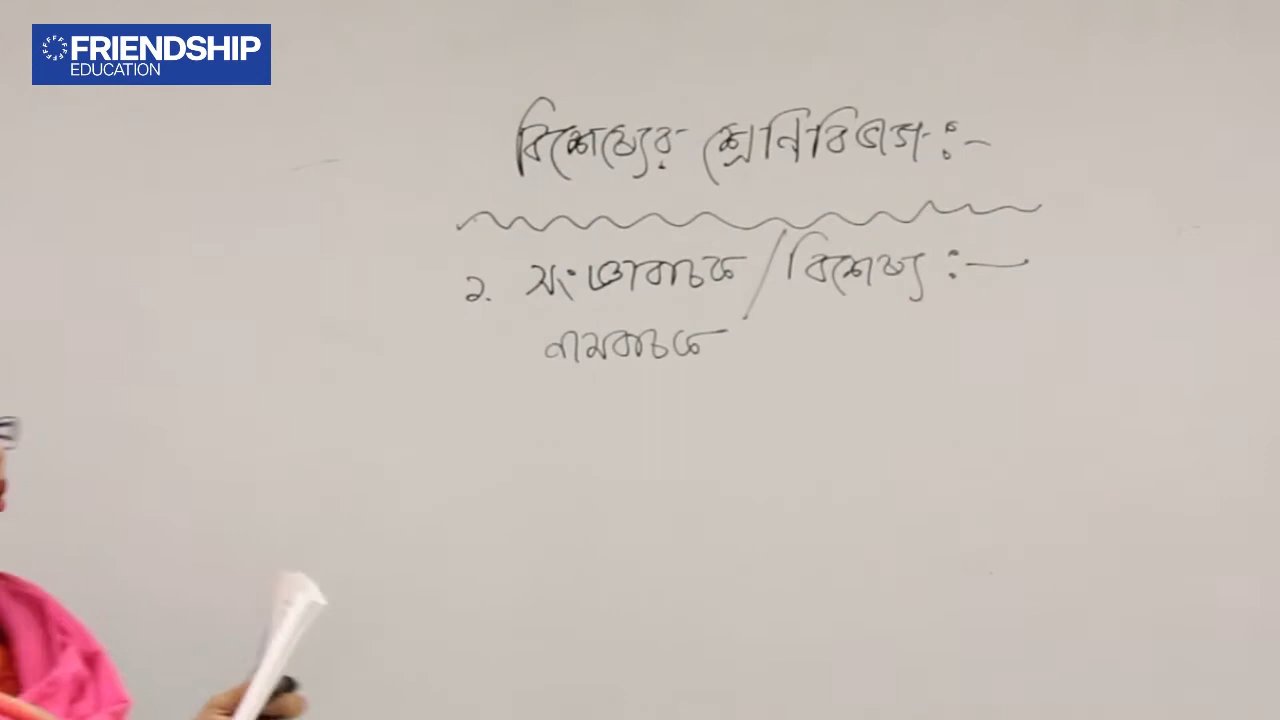 FRIENDSHIP
EDUCATION
বিশেষ্যের শ্রেনিবিভাগ:-
১. সংজ্ঞাবাচক / বিশেষ্য :—
নামবাচক